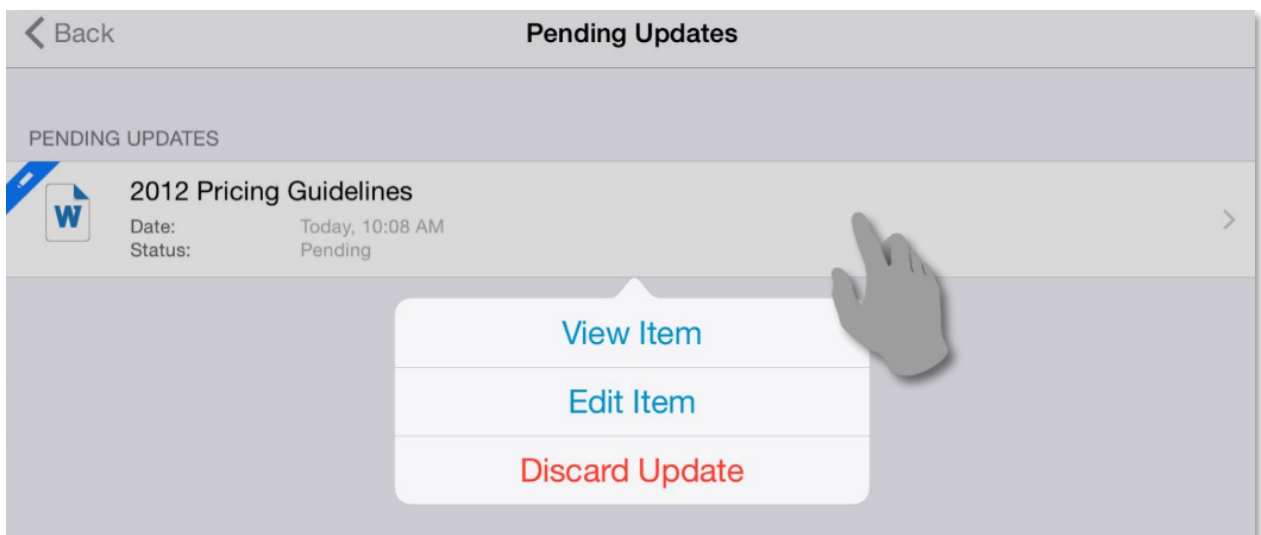 Back
Pending Updates
PENDING UPDATES
W
2012 Pricing Guidelines
Date: Today, 10:08 AM
Status: Pending
View Item
Edit Item
Discard Update